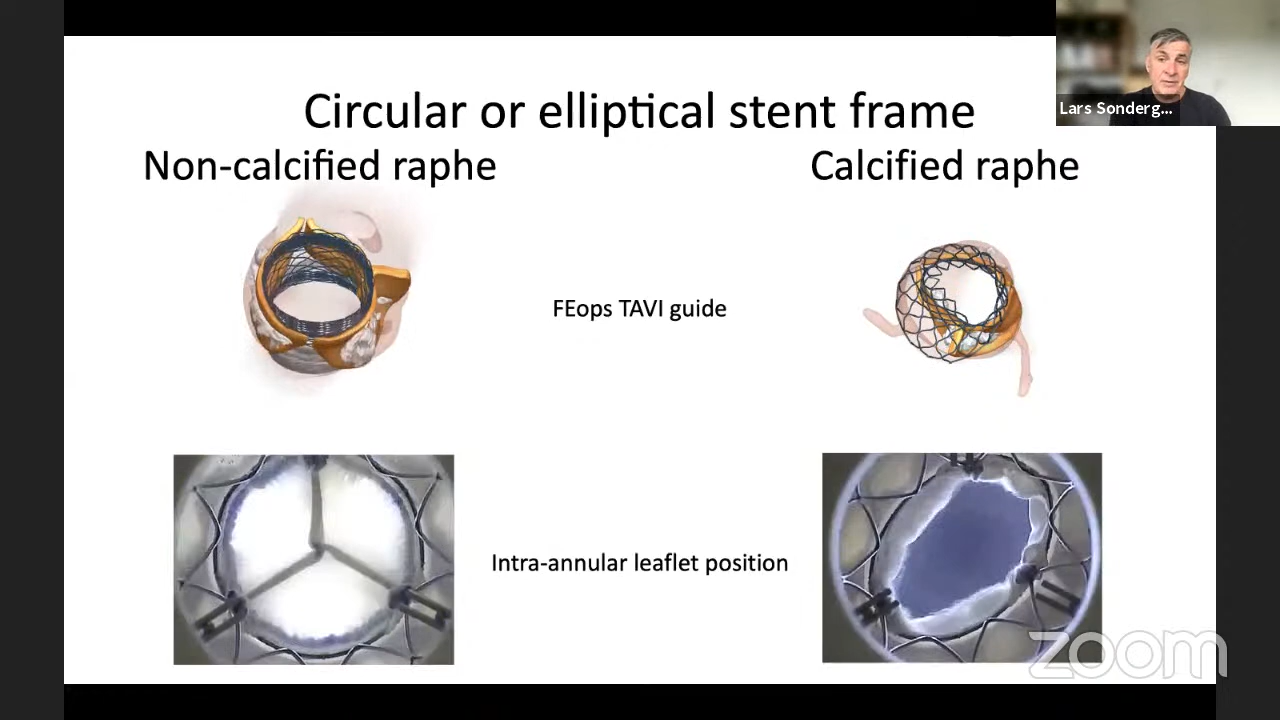 Circular or elliptical stent frame
Lars Sonderg...
Non-calcified raphe
Calcified raphe
FEops TAVI guide
Intra-annular leaflet position
zoom